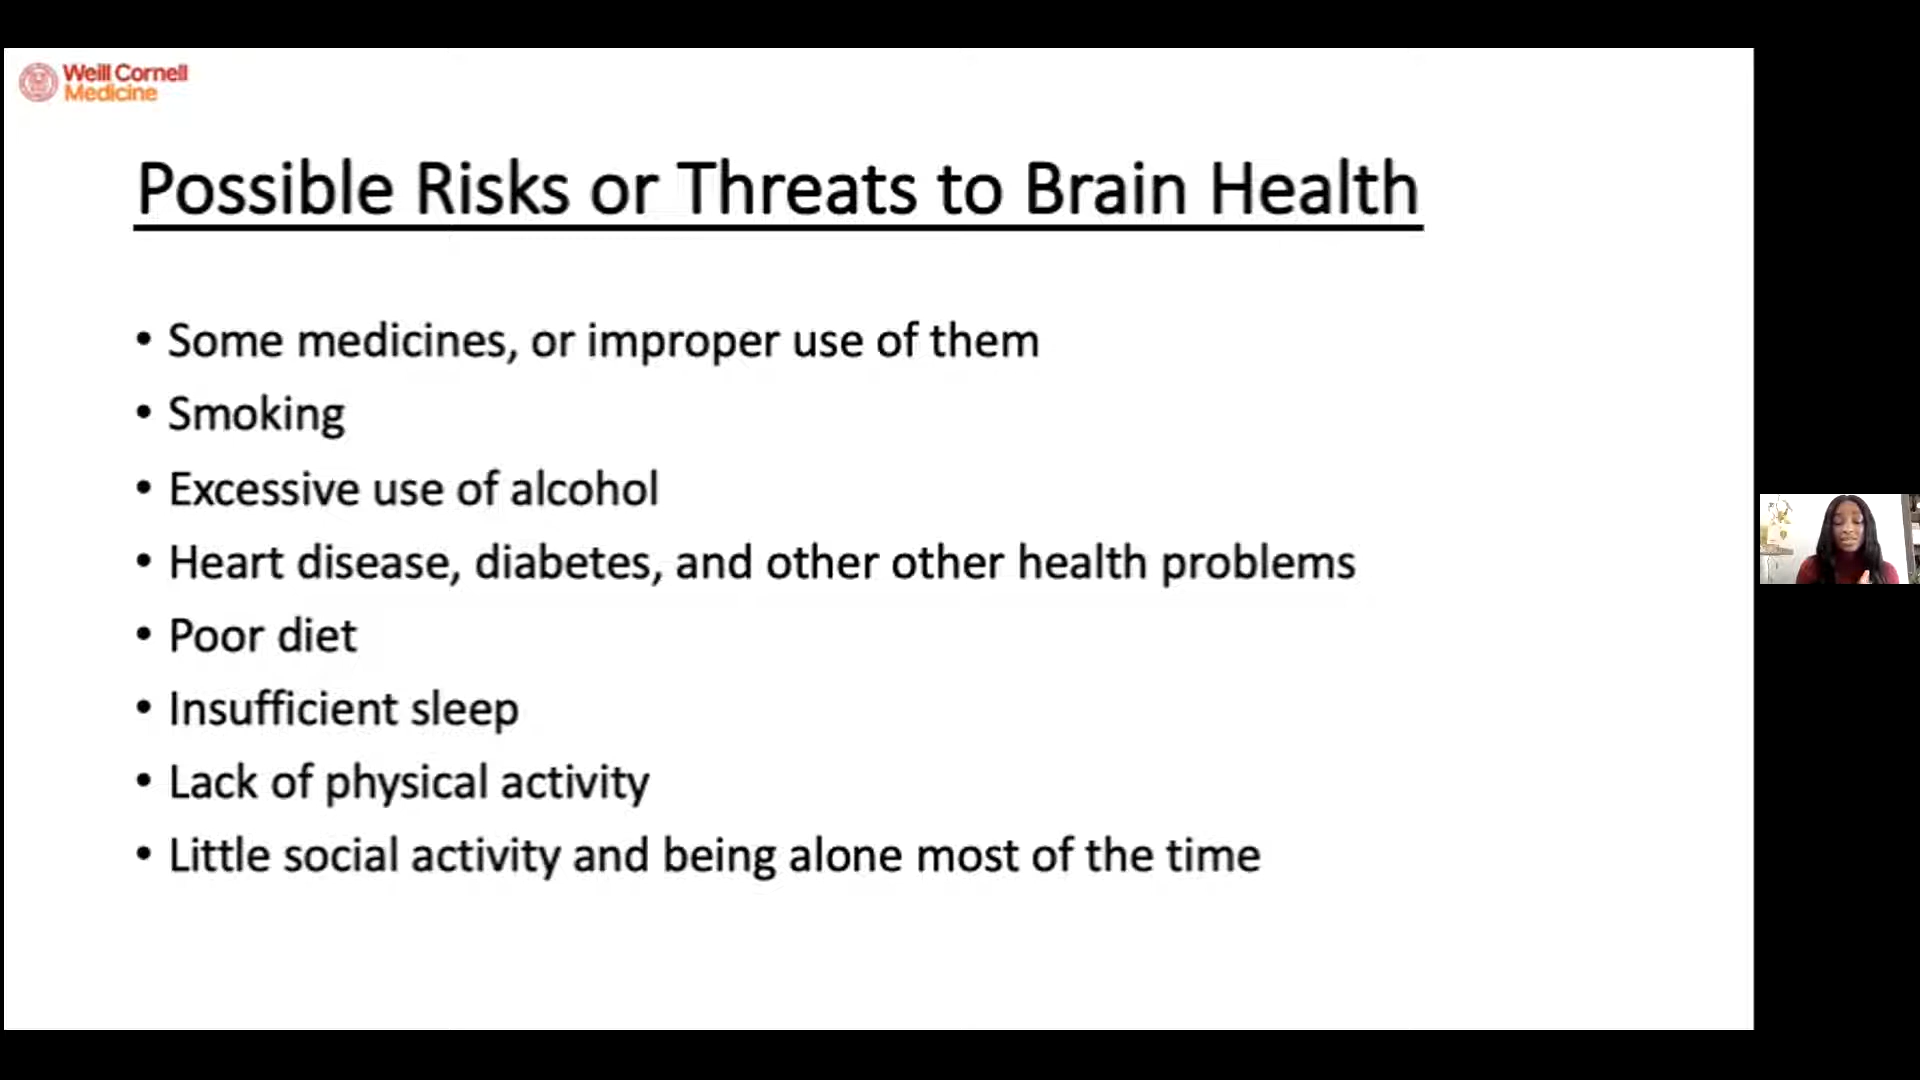 Weill Cornell
Medicine
Possible Risks or Threats to Brain Health
• Some medicines, or improper use of them
• Smoking
• Excessive use of alcohol
• Heart disease, diabetes, and other other health problems
• Poor diet
• Insufficient sleep
• Lack of physical activity
• Little social activity and being alone most of the time